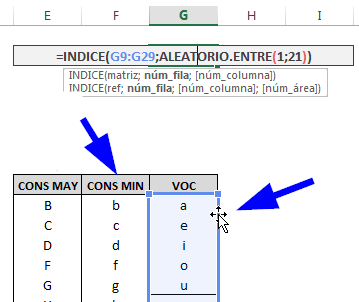 E F G H I
=INDICE(G9:G29;ALEATORIO.ENTRE(1;21))
INDICE(matriz; núm_fila; [núm_columna])
INDICE(ref; núm_fila; [núm_columna]; [núm_área])
CONS MAY CONS MIN VOC
B b a
C c e
D d i
F f o
G g u